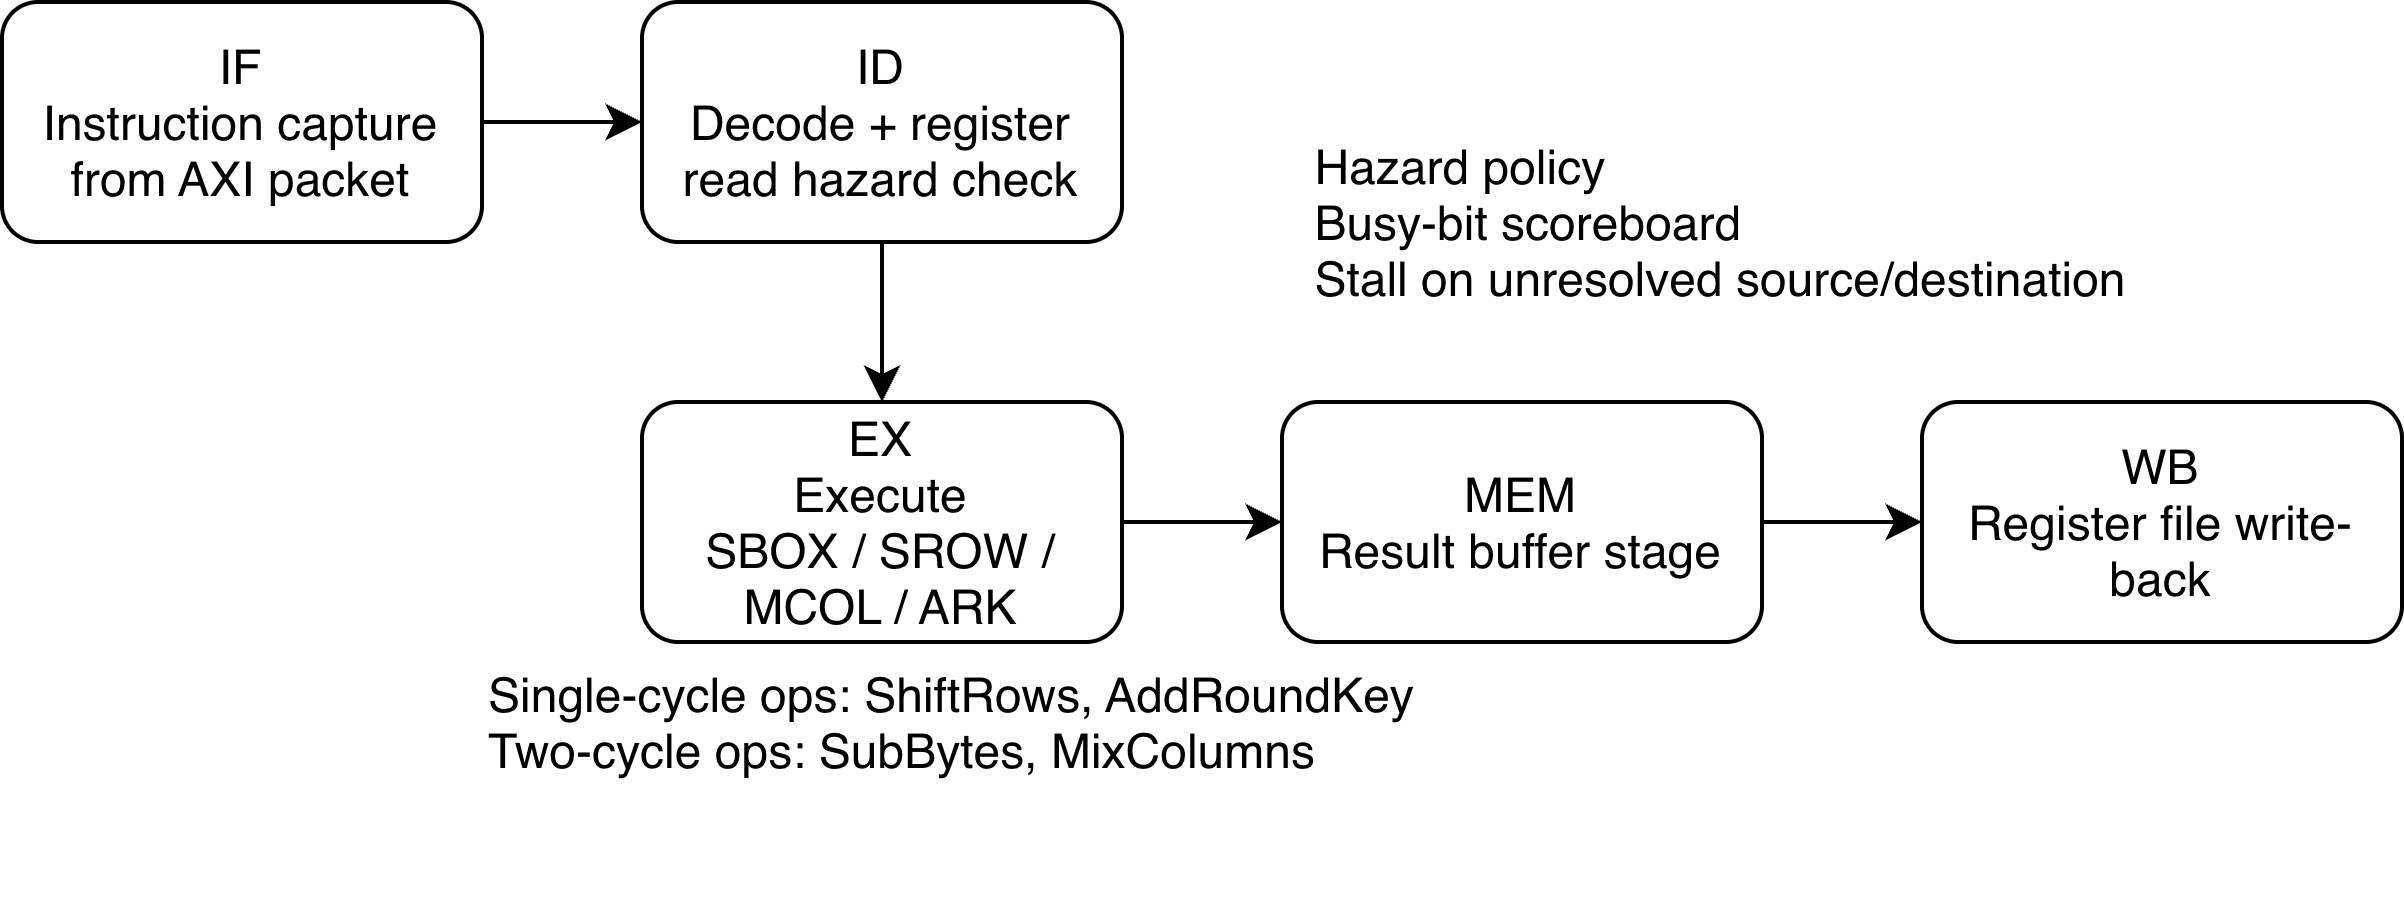 IF
Instruction capture
from AXI packet
ID
Decode + register
read hazard check
Hazard policy
Busy-bit scoreboard
Stall on unresolved source/destination
EX
Execute
SBOX / SROW /
MCOL / ARK
MEM
Result buffer stage
WB
Register file write-
back
Single-cycle ops: ShiftRows, AddRoundKey
Two-cycle ops: SubBytes, MixColumns